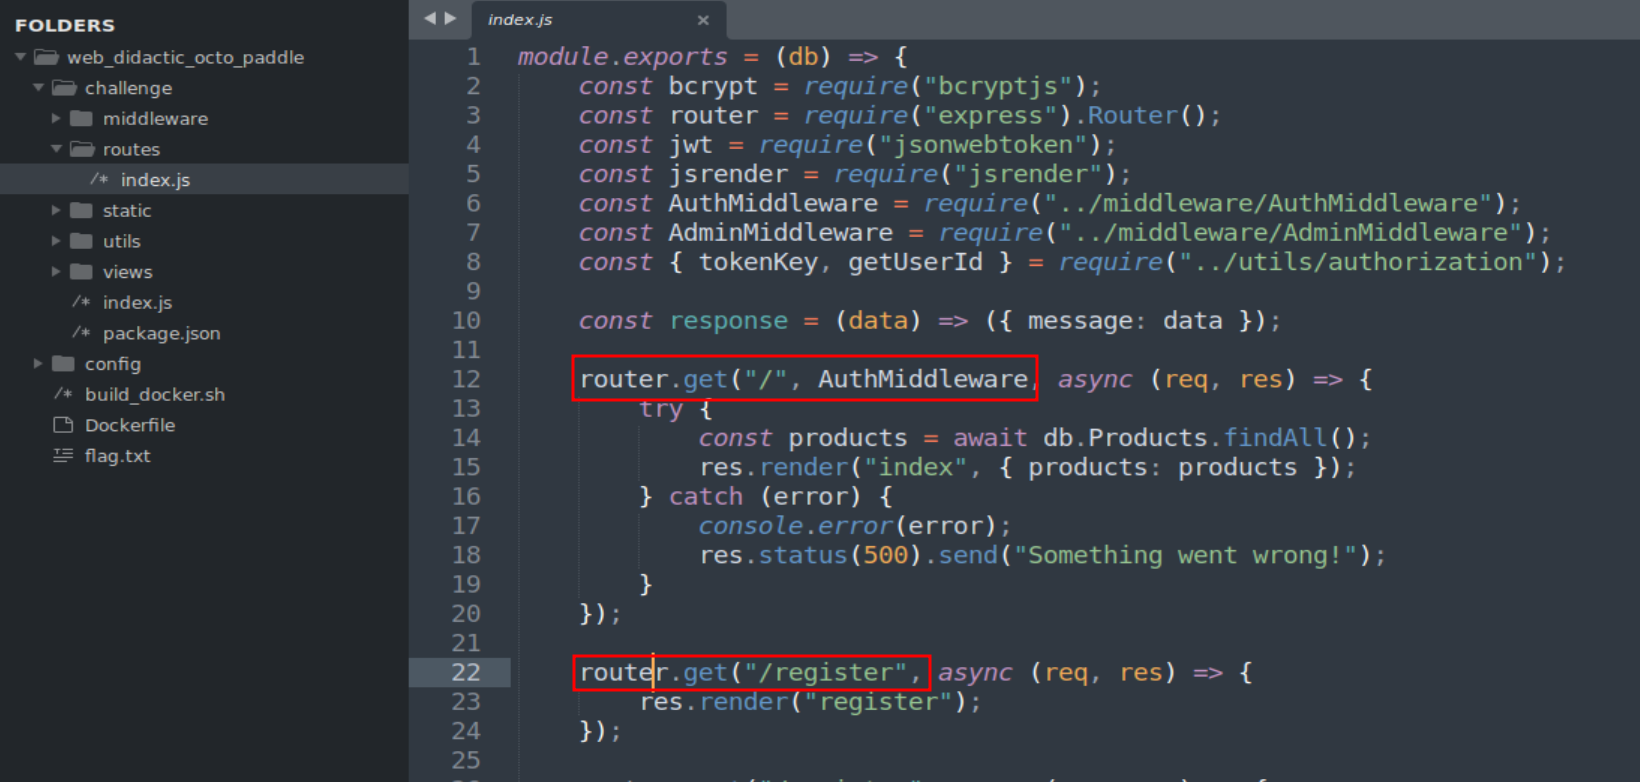 FOLDERS
web_didactic_octo_paddle
challenge
middleware
routes
/* index.js
static
utils
views
/* index.js
/* package.json
config
/* build_docker.sh
Dockerfile
flag.txt
index.js ×
1 module.exports = (db) => {
2 const bcrypt = require("bcryptjs");
3 const router = require("express").Router();
4 const jwt = require("jsonwebtoken");
5 const jsrender = require("jsrender");
6 const AuthMiddleware = require("../middleware/AuthMiddleware");
7 const AdminMiddleware = require("../middleware/AdminMiddleware");
8 const { tokenKey, getUserId } = require("../utils/authorization");
9
10 const response = (data) => ({ message: data });
11
12 router.get("/", AuthMiddleware, async (req, res) => {
13 try {
14 const products = await db.Products.findAll();
15 res.render("index", { products: products });
16 } catch (error) {
17 console.error(error);
18 res.status(500).send("Something went wrong!");
19 }
20 });
21
22 router.get("/register", async (req, res) => {
23 res.render("register");
24 });
25